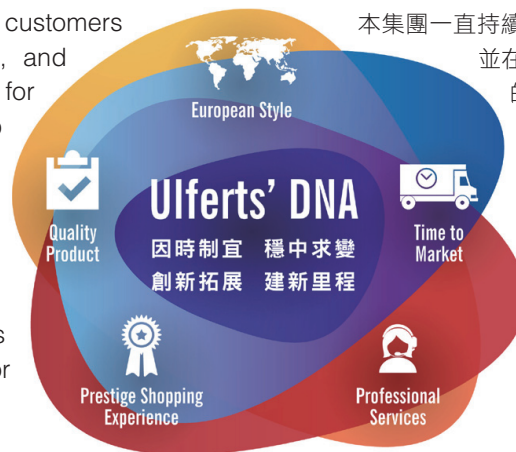 customers
本集團一直持續
, and
並在
for
European Style
Ulferts’ DNA
因時制宜 穩中求變
創新拓展 建新里程
Quality
Product
Time to
Market
Prestige Shopping
Experience
Professional
Services